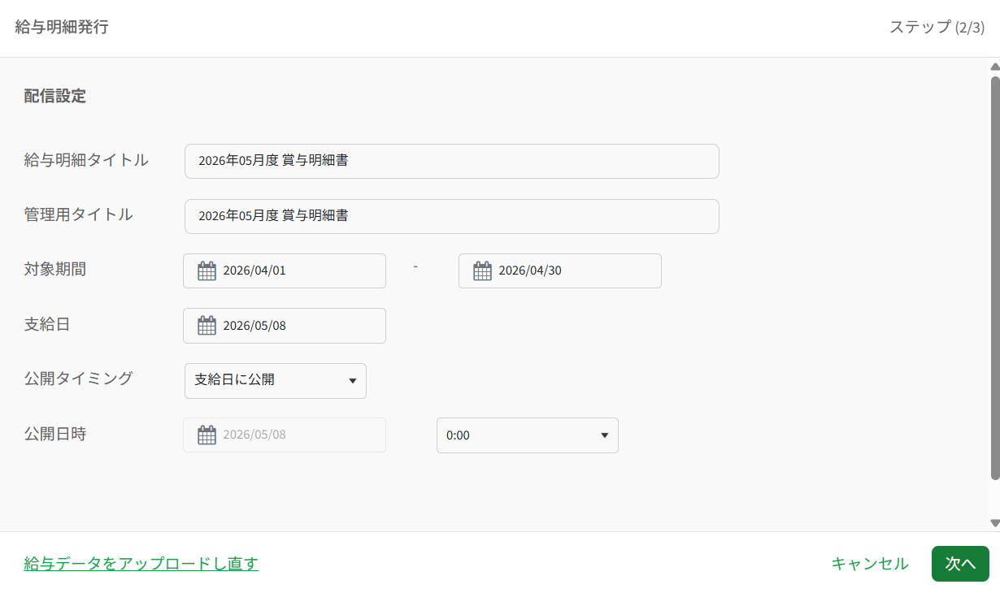 給与明細発行 ステップ (2/3)
配信設定
給与明細タイトル 2026年05月度 賞与明細書
管理用タイトル 2026年05月度 賞与明細書
対象期間 2026/04/01 - 2026/04/30
支給日 2026/05/08
公開タイミング 支給日に公開
公開日時 2026/05/08 0:00
給与データをアップロードし直す キャンセル 次へ